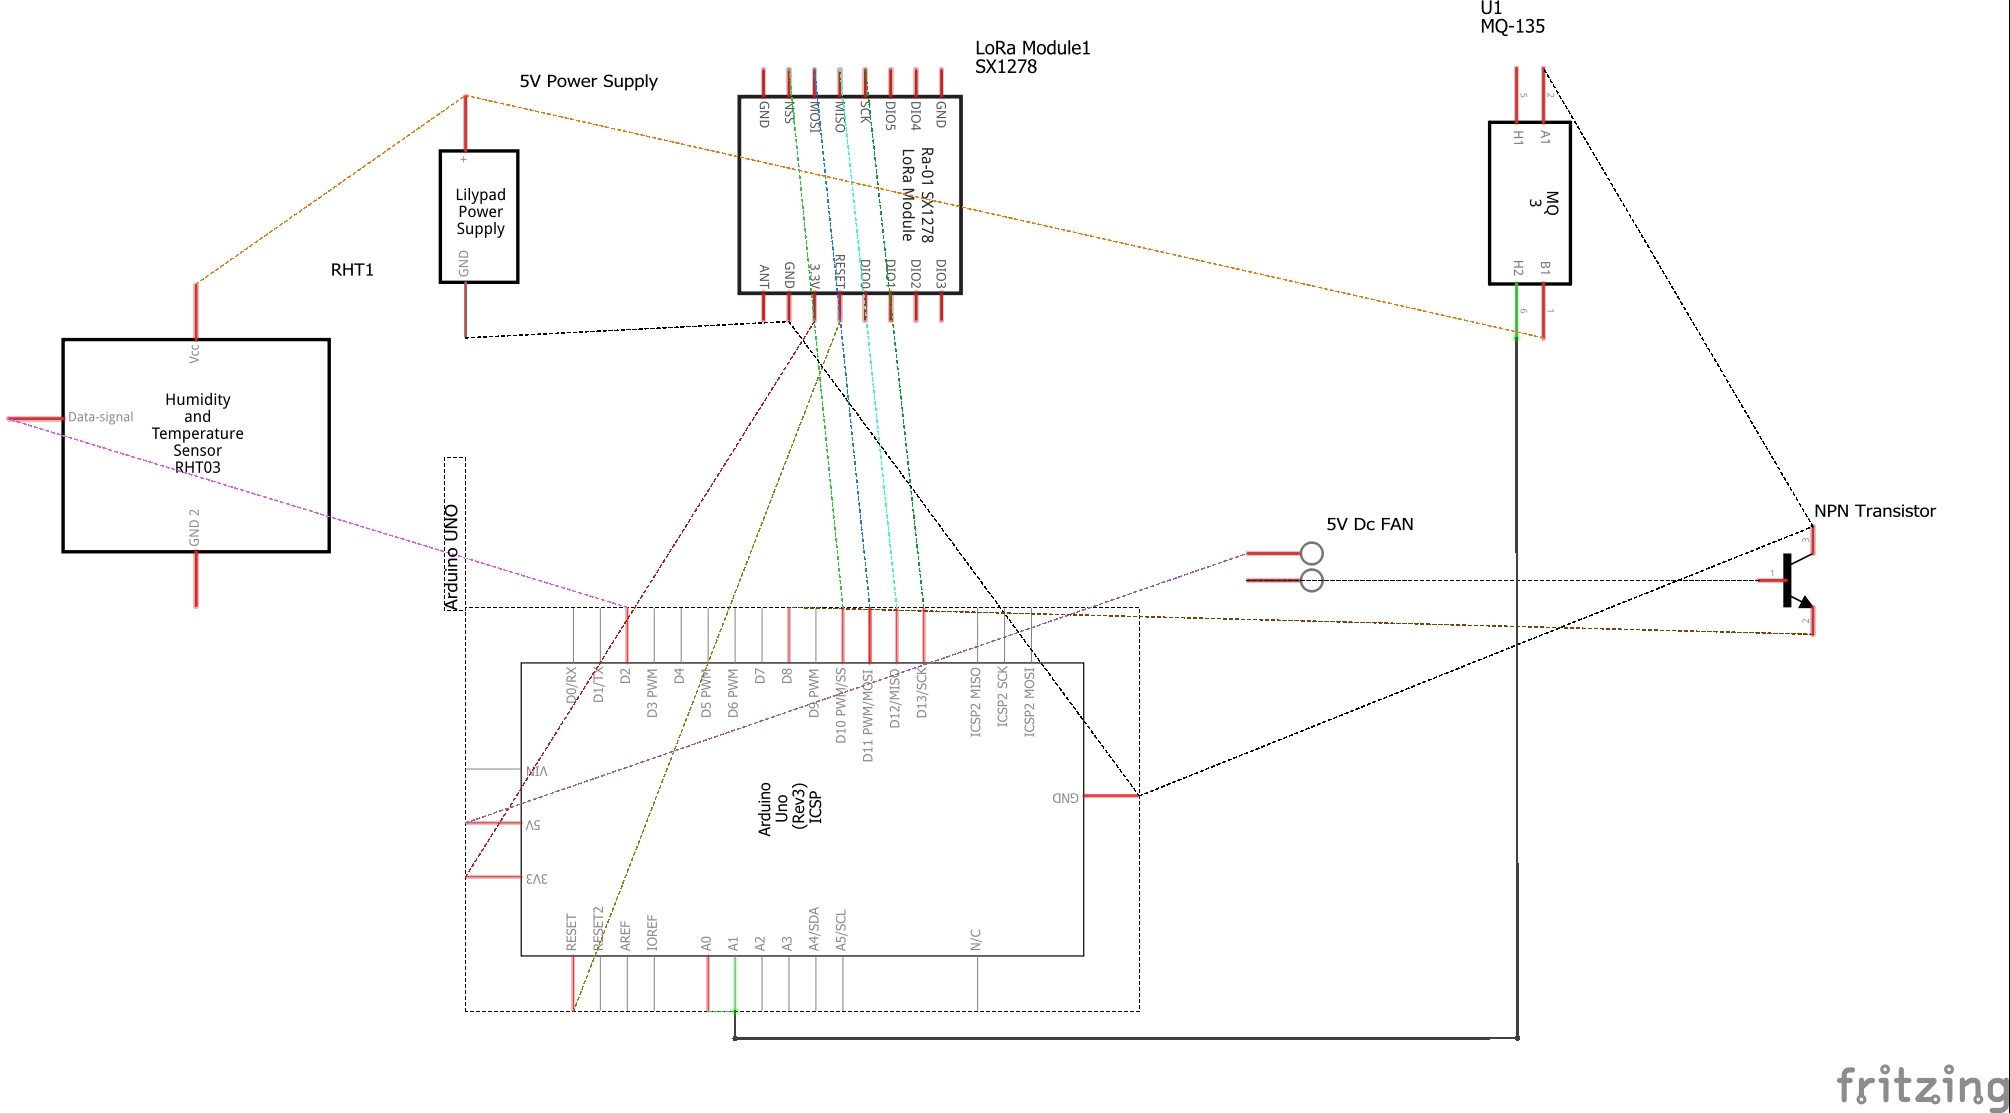 U1
MQ-135
LoRa Module1
SX1278
5V Power Supply
GND
NSS
MOSI
MISO
SCK
DIO5
DIO4
GND
5
2
H1
A1
+
Lilypad
Power
Supply
GND
Ra-01 SX1278
LoRa Module
MQ
3
RHT1
ANT
GND
3.3V
RESET
DIO0
DIO1
DIO2
DIO3
H2
B1
6
1
Vcc
Data-signal
Humidity
and
Temperature
Sensor
RHT03
GND 2
Arduino UNO
5V Dc FAN
NPN Transistor
3
1
2
D0/RX
D1/TX
D2
D3 PWM
D4
D5 PWM
D6 PWM
D7
D8
D9 PWM
D10 PWM/SS
D11 PWM/MOSI
D12/MISO
D13/SCK
ICSP2 MISO
ICSP2 SCK
ICSP2 MOSI
VIN
5V
3V3
Arduino
Uno
(Rev3)
ICSP
GND
RESET
RESET2
AREF
IOREF
A0
A1
A2
A3
A4/SDA
A5/SCL
N/C
fritzing